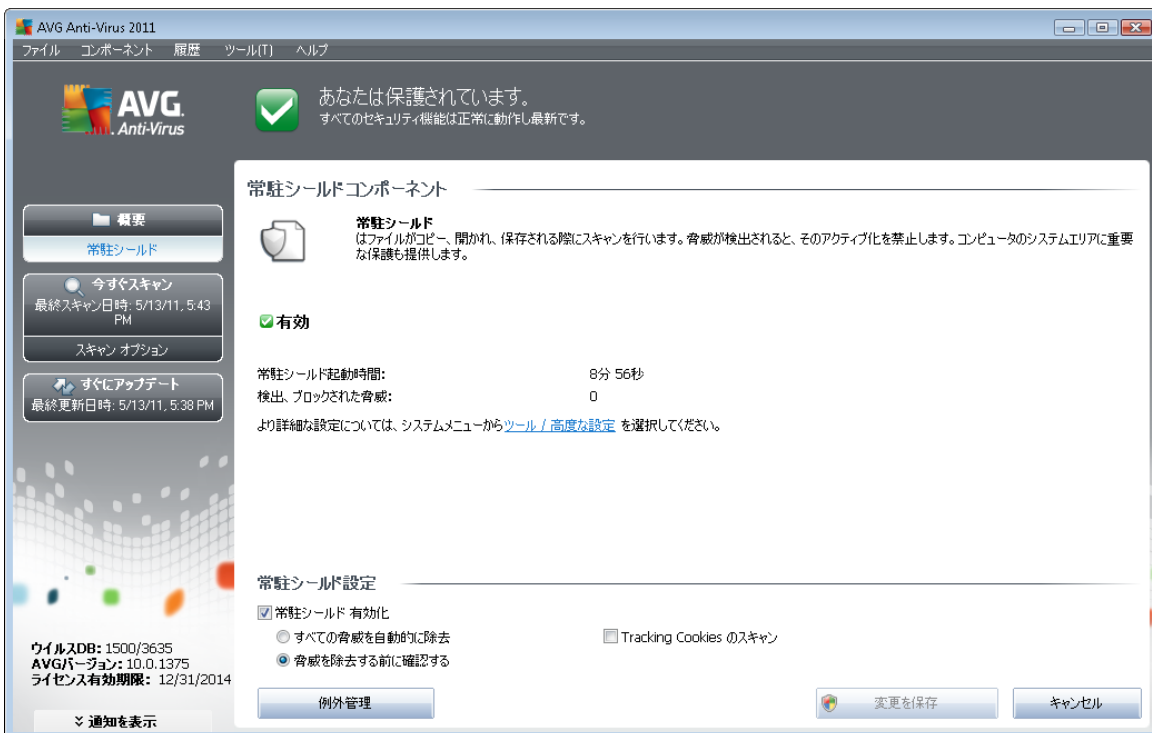 AVG Anti-Virus 2011
ファイル コンポーネント 履歴 ツール(T) ヘルプ
AVG.
Anti-Virus
あなたは保護されています。
すべてのセキュリティ機能は正常に動作し最新です。
概要
常駐シールド
今すぐスキャン
最終スキャン日時: 5/13/11, 5:43
PM
スキャン オプション
すぐにアップデート
最終更新日時: 5/13/11, 5:38 PM
ウイルスDB: 1500/3635
AVGバージョン: 10.0.1375
ライセンス有効期限: 12/31/2014
通知を表示
常駐シールドコンポーネント
常駐シールド
はファイルがコピー、開かれ、保存される際にスキャンを行います。脅威が検出されると、そのアクティブ化を禁止します。コンピュータのシステムエリアに重要
な保護も提供します。
有効
常駐シールド起動時間: 8分 56秒
検出、ブロックされた脅威: 0
より詳細な設定については、システムメニューからツール / 高度な設定 を選択してください。
常駐シールド設定
常駐シールド 有効化
すべての脅威を自動的に除去 Tracking Cookies のスキャン
脅威を除去する前に確認する
例外管理 変更を保存 キャンセル